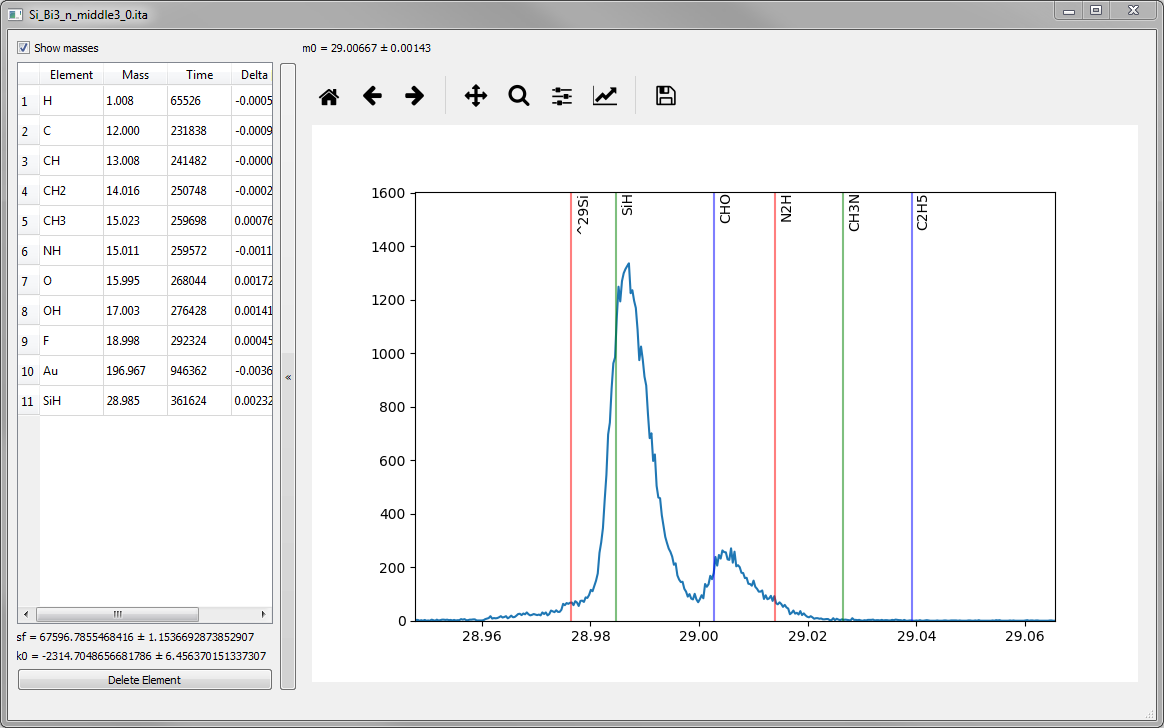 Si_Bi3_n_middle3_0.ita
Show masses
m0 = 29.00667 ± 0.00143
Element Mass Time Delta
1 H 1.008 65526 -0.0005
2 C 12.000 231838 -0.0009
3 CH 13.008 241482 -0.0000
4 CH2 14.016 250748 -0.0002
5 CH3 15.023 259698 0.00076
6 NH 15.011 259572 -0.0011
7 O 15.995 268044 0.00172
8 OH 17.003 276428 0.00141
9 F 18.998 292324 0.00045
10 Au 196.967 946362 -0.0036
11 SiH 28.985 361624 0.00232
«
sf = 67596.7855468416 ± 1.1536692873852907
k0 = -2314.7048656681786 ± 6.456370151337307
Delete Element
^29Si
SiH
CHO
N2H
CH3N
C2H5
1600
1400
1200
1000
800
600
400
200
0
28.96 28.98 29.00 29.02 29.04 29.06